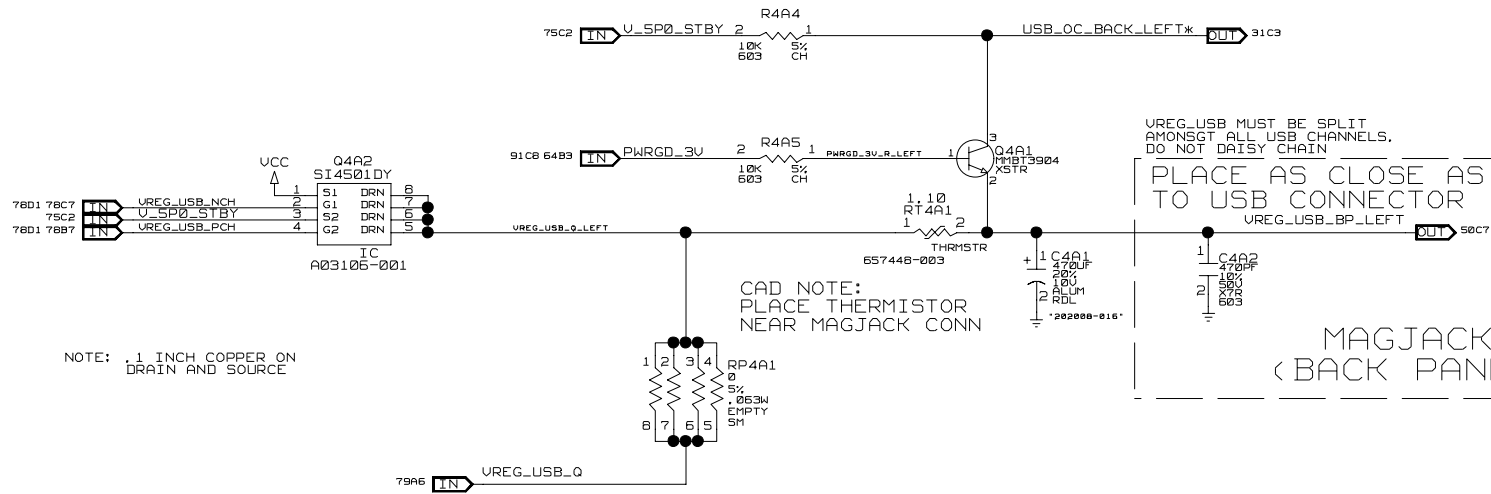 R4A4
75C2 IN V_5P0_STBY 2 1 USB_OC_BACK_LEFT* OUT 31C3
10K 5%
603 CH
VREG_USB MUST BE SPLIT
AMONSGT ALL USB CHANNELS.
DO NOT DAISY CHAIN
R4A5
91C8 64B3 IN PWRGD_3V 2 1 PWRGD_3V_R_LEFT 1
10K 5%
603 CH
3
Q4A1
MMBT3904
XSTR
2
PLACE AS CLOSE AS
TO USB CONNECTOR
Q4A2
SI4501DY
VCC
1 S1 DRN 8
78D1 78C7 IN VREG_USB_NCH 2 G1 DRN 7
75C2 IN V_5P0_STBY 3 S2 DRN 6
78D1 78B7 IN VREG_USB_PCH 4 G2 DRN 5
IC
A03106-001
VREG_USB_Q_LEFT
1.10
RT4A1
1 2
THRMSTR
657448-003
VREG_USB_BP_LEFT
OUT 50C7
+ 1 C4A1
470UF
20%
10V
ALUM
2 RDL
"202008-016"
1 C4A2
470PF
10%
50V
2 X7R
603
CAD NOTE:
PLACE THERMISTOR
NEAR MAGJACK CONN
MAGJACK
(BACK PAN
NOTE: .1 INCH COPPER ON
DRAIN AND SOURCE
1 2 3 4
RP4A1
0
5%
.063W
EMPTY
SM
8 7 6 5
79A6 IN VREG_USB_Q